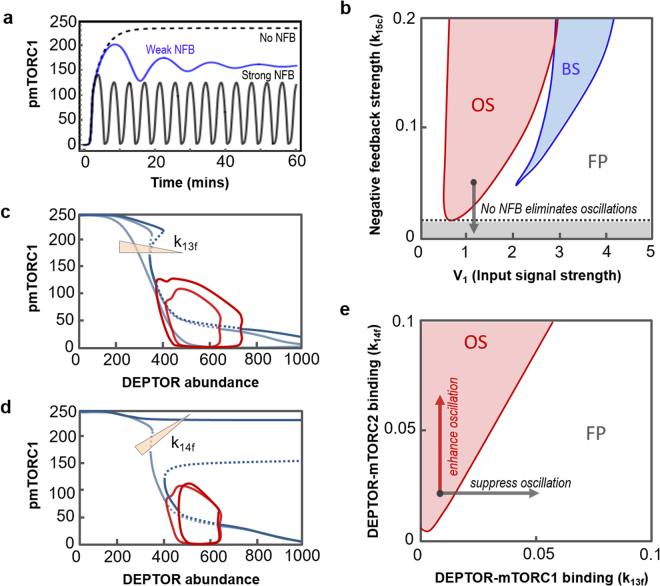 a
pmTORC1
250
200
150
100
50
0
No NFB
Weak NFB
Strong NFB
0
20
40
60
Time (mins)
b
Negative feedback strength (k15c)
0.2
0.1
0
OS
BS
FP
No NFB eliminates oscillations
0
1
2
3
4
5
V1 (Input signal strength)
c
pmTORC1
250
200
150
100
50
0
k13f
0
200
400
600
800
1000
DEPTOR abundance
d
pmTORC1
250
200
150
100
50
0
k14f
0
200
400
600
800
1000
DEPTOR abundance
e
DEPTOR-mTORC2 binding (k14f)
0.1
0.05
0
OS
FP
enhance oscillation
suppress oscillation
0
0.05
0.1
DEPTOR-mTORC1 binding (k13f)